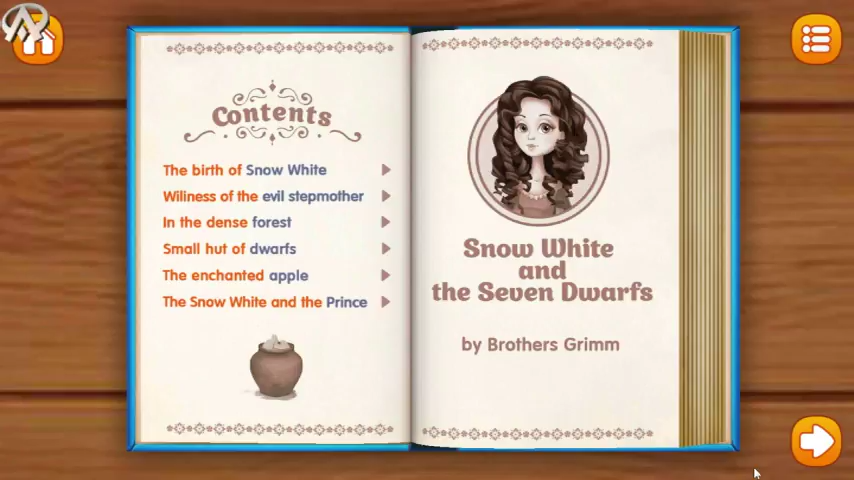 Contents
The birth of Snow White
Wiliness of the evil stepmother
In the dense forest
Small hut of dwarfs
The enchanted apple
The Snow White and the Prince
Snow White
and
the Seven Dwarfs
by Brothers Grimm